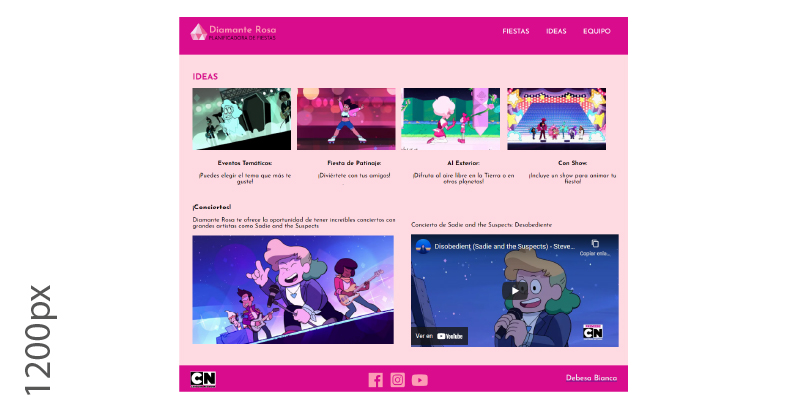 Diamante Rosa
PLANIFICADORA DE FIESTAS
FIESTAS
IDEAS
EQUIPO
IDEAS
Eventos Temáticos:
¡Puedes elegir el tema que más te
guste!
Fiesta de Patinaje:
¡Diviértete con tus amigos!
Al Exterior:
¡Disfruta al aire libre en la Tierra o en
otros planetas!
Con Show:
¡Incluye un show para animar tu
fiesta!
¡Conciertos!
Diamante Rosa te ofrece la oportunidad de tener increíbles conciertos con
grandes artistas como Sadie and the Suspects
Concierto de Sadie and the Suspects: Desobediente
Disobedient (Sadie and the Suspects) - Steve...
Copiar enla...
Ver en YouTube
CN
CN
Debesa Bianca
1200px